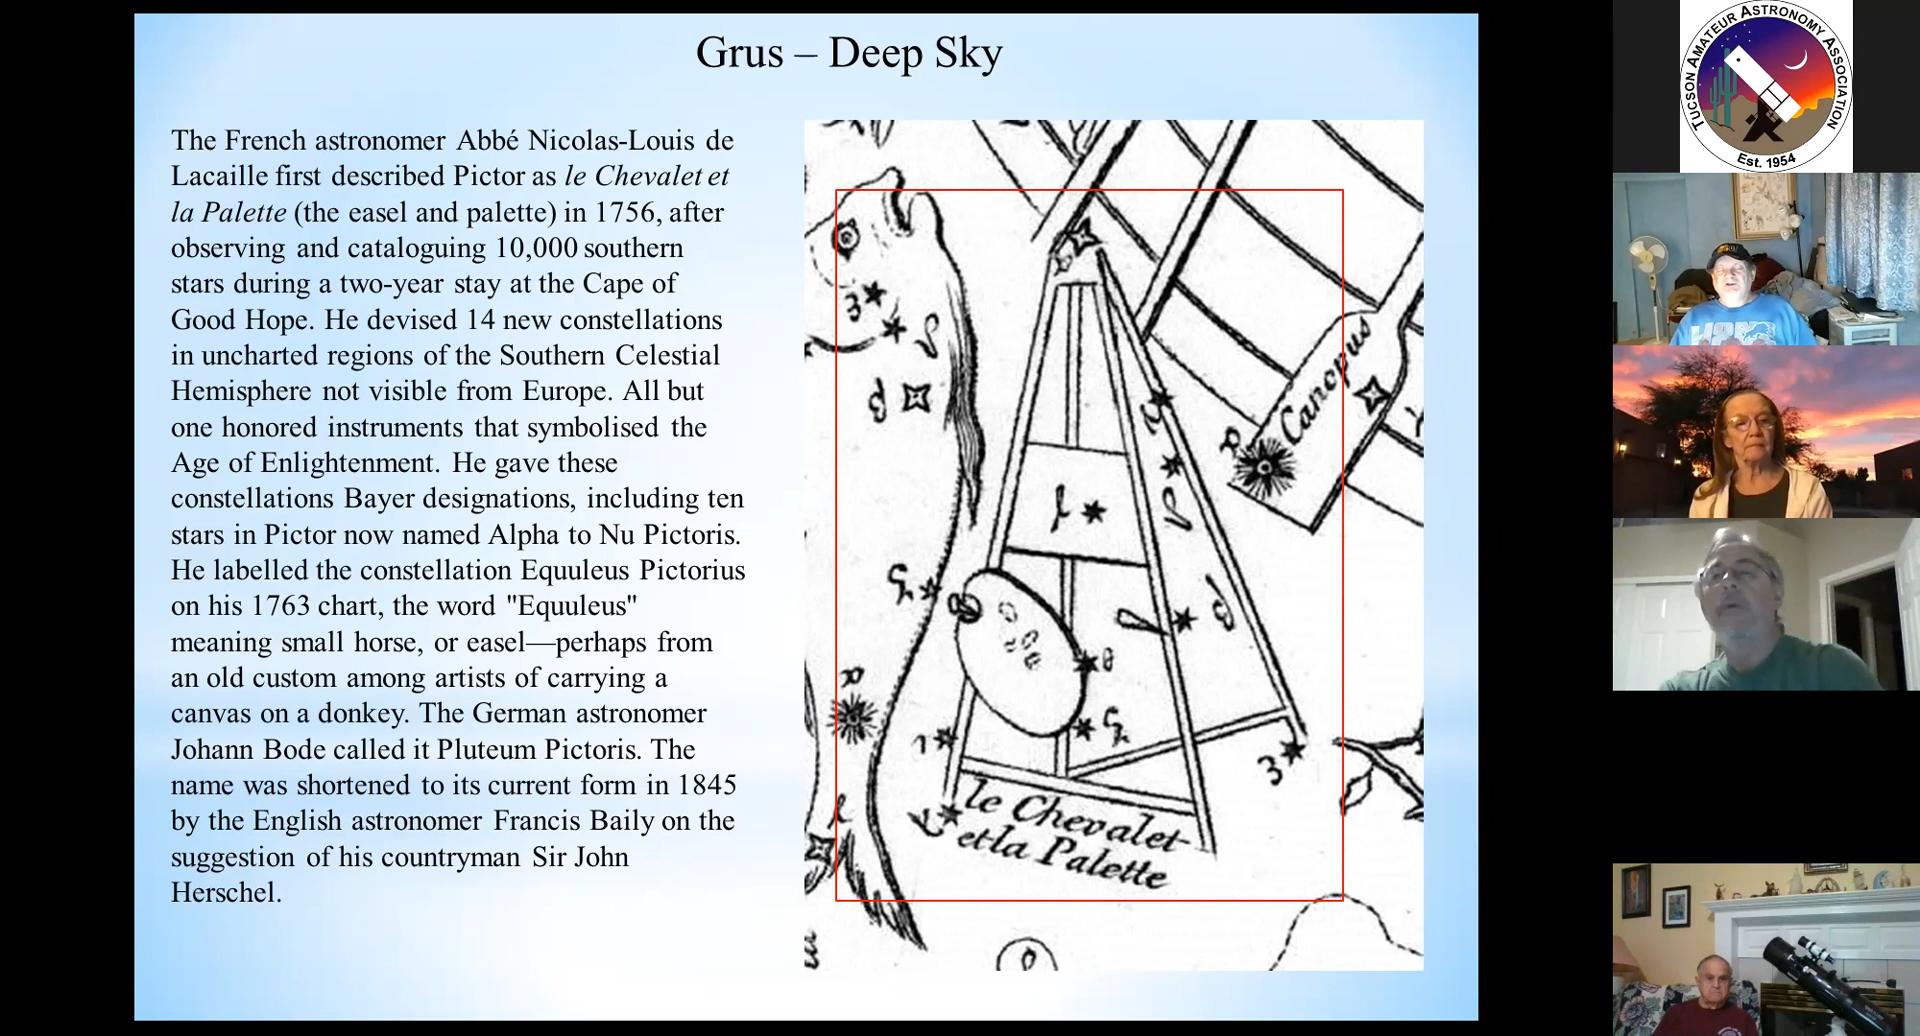 Grus – Deep Sky
The French astronomer Abbé Nicolas-Louis de
Lacaille first described Pictor as le Chevalet et
la Palette (the easel and palette) in 1756, after
observing and cataloguing 10,000 southern
stars during a two-year stay at the Cape of
Good Hope. He devised 14 new constellations
in uncharted regions of the Southern Celestial
Hemisphere not visible from Europe. All but
one honored instruments that symbolised the
Age of Enlightenment. He gave these
constellations Bayer designations, including ten
stars in Pictor now named Alpha to Nu Pictoris.
He labelled the constellation Equuleus Pictorius
on his 1763 chart, the word "Equuleus"
meaning small horse, or easel—perhaps from
an old custom among artists of carrying a
canvas on a donkey. The German astronomer
Johann Bode called it Pluteum Pictoris. The
name was shortened to its current form in 1845
by the English astronomer Francis Baily on the
suggestion of his countryman Sir John
Herschel.
Canopus
le Chevalet
et la Palette
TUCSON AMATEUR ASTRONOMY ASSOCIATION
Est. 1954